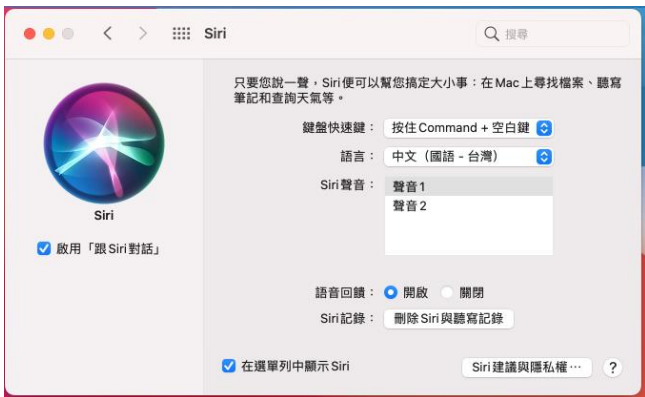 Siri
搜尋
只要您說一聲，Siri便可以幫您搞定大小事：在Mac上尋找檔案、聽寫
筆記和查詢天氣等。
鍵盤快速鍵： 按住Command + 空白鍵
語言： 中文（國語 - 台灣）
Siri聲音： 聲音1
聲音2
Siri
啟用「跟Siri對話」
語音回饋： 開啟 關閉
Siri記錄： 刪除Siri與聽寫記錄
在選單列中顯示Siri
Siri建議與隱私權⋯
?